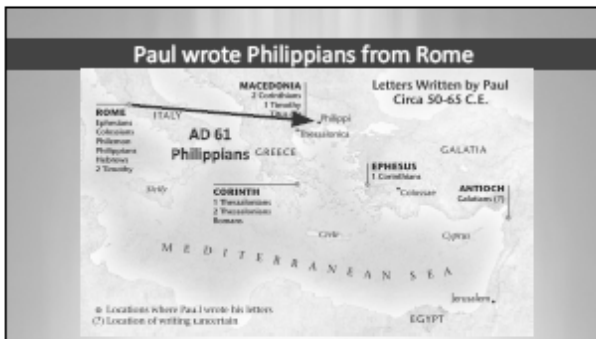 Paul wrote Philippians from Rome
MACEDONIA
2 Corinthians
1 Timothy
Letters Written by Paul
Circa 50-65 C.E.
ROME
Ephesians
Colossians
Philemon
Philippians
Hebrews
2 Timothy
ITALY
AD 61
Philippians
Philippi
Thessalonica
GREECE
GALATIA
EPHESUS
1 Corinthians
Colossae
ANTIOCH
Galatians (?)
Sicily
CORINTH
1 Thessalonians
2 Thessalonians
Romans
Crete
Cyprus
MEDITERRANEAN SEA
Jerusalem
EGYPT
Locations where Paul wrote his letters
(?) Location of writing uncertain